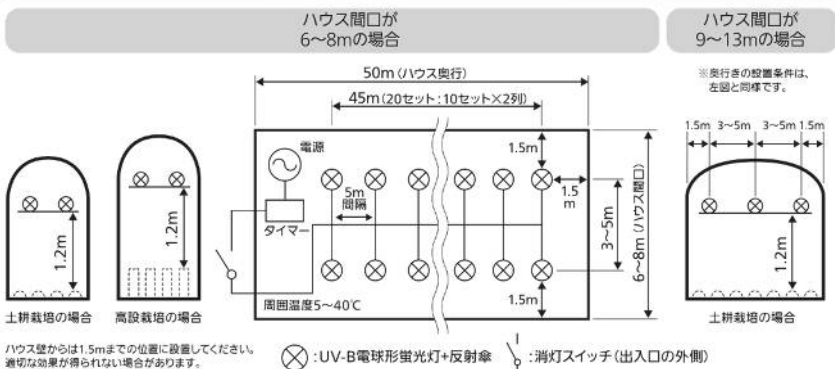 ハウス間口が
6〜8mの場合
ハウス間口が
9〜13mの場合
※奥行きの設置条件は、
左図と同様です。
50m(ハウス奥行)
45m(20セット:10セット×2列)
電源
タイマー
5m
間隔
1.5m
1.5
m
3〜5m
6〜8m(ハウス間口)
1.5m
周囲温度5〜40℃
1.2m
1.2m
土耕栽培の場合
高設栽培の場合
1.5m 3〜5m 3〜5m 1.5m
1.2m
土耕栽培の場合
ハウス壁からは1.5mまでの位置に設置してください。
適切な効果が得られない場合があります。
:UV-B電球形蛍光灯+反射傘
:消灯スイッチ(出入口の外側)